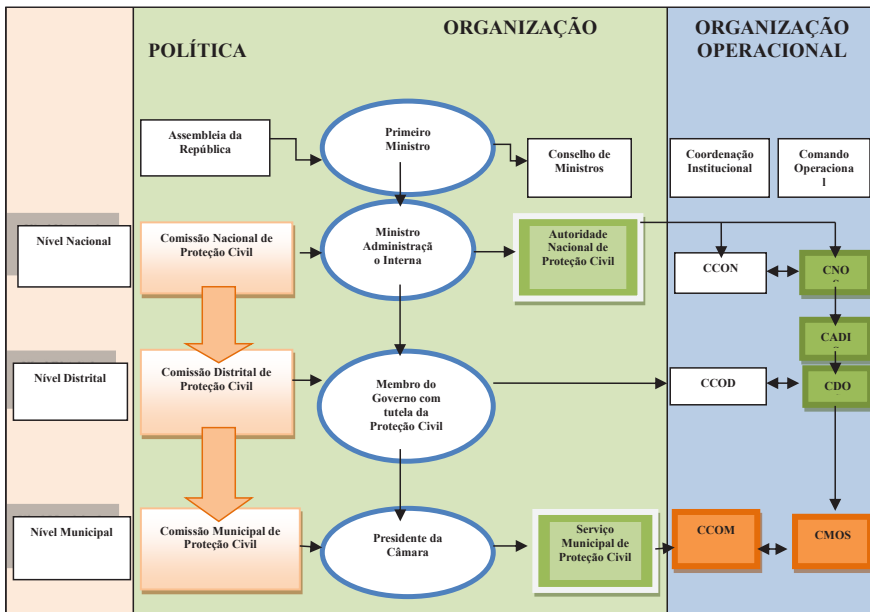 POLÍTICA
ORGANIZAÇÃO
ORGANIZAÇÃO
OPERACIONAL
Assembleia da
República
Primeiro
Ministro
Conselho de
Ministros
Coordenação
Institucional
Comando
Operaciona
l
Nível Nacional
Comissão Nacional de
Proteção Civil
Ministro
Administraçã
o Interna
Autoridade
Nacional de
Proteção Civil
CCON
CNO
CADI
Nível Distrital
Comissão Distrital de
Proteção Civil
Membro do
Governo com
tutela da
Proteção Civil
CCOD
CDO
Nível Municipal
Comissão Municipal de
Proteção Civil
Presidente da
Câmara
Serviço
Municipal de
Proteção Civil
CCOM
CMOS